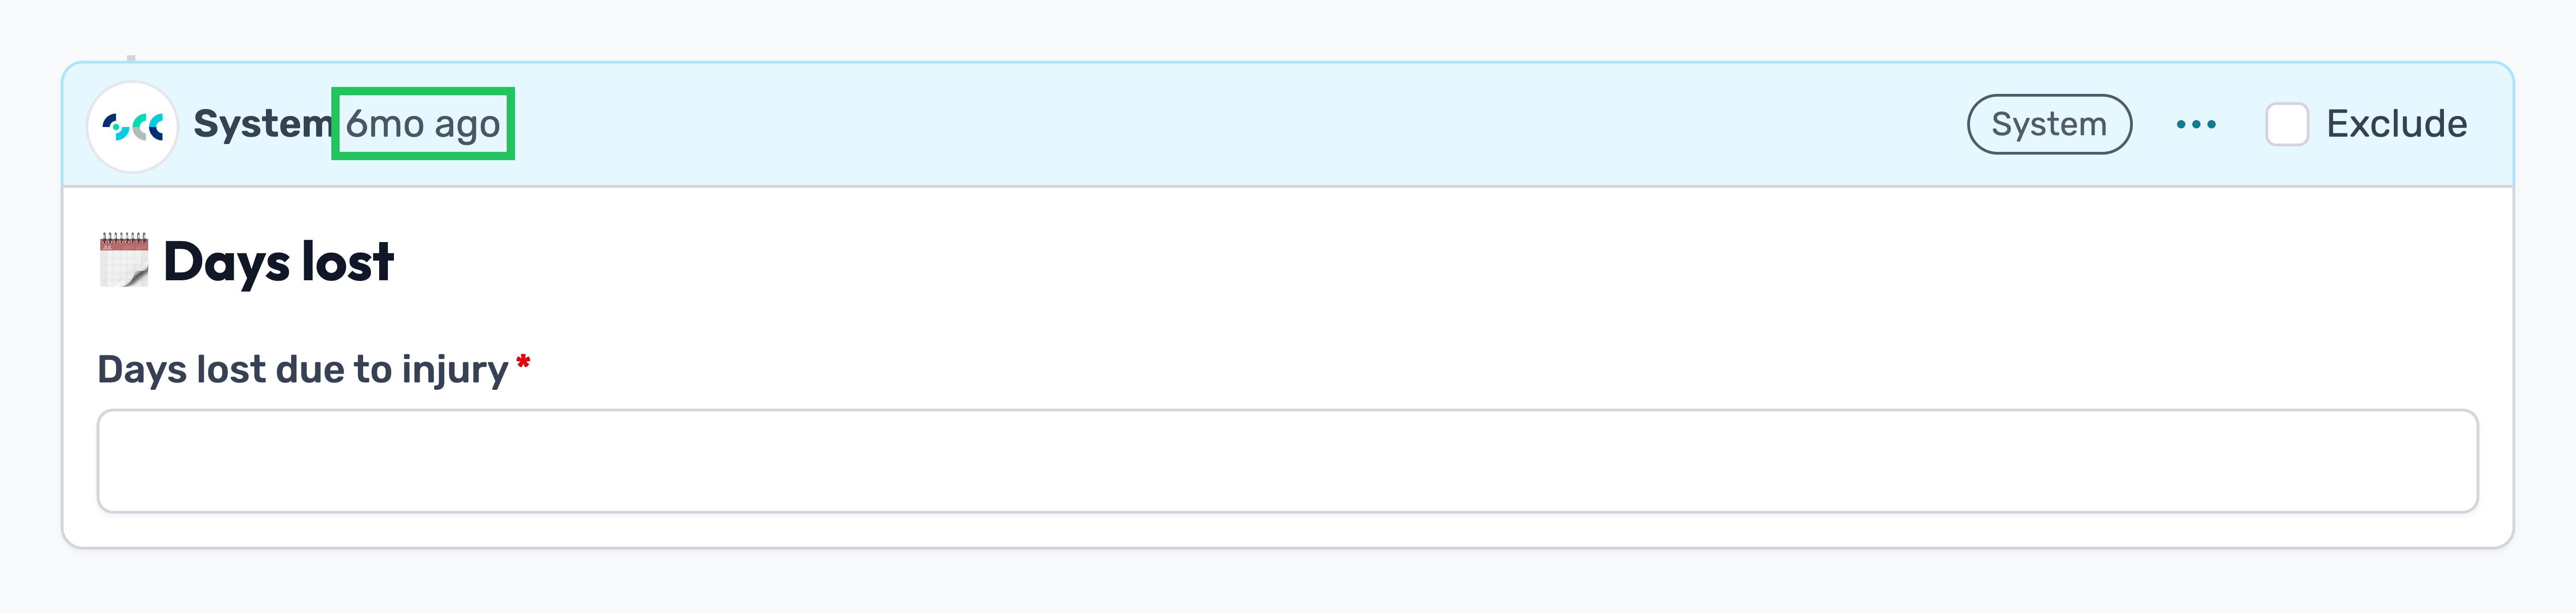 System 6mo ago System ••• Exclude
Days lost
Days lost due to injury *